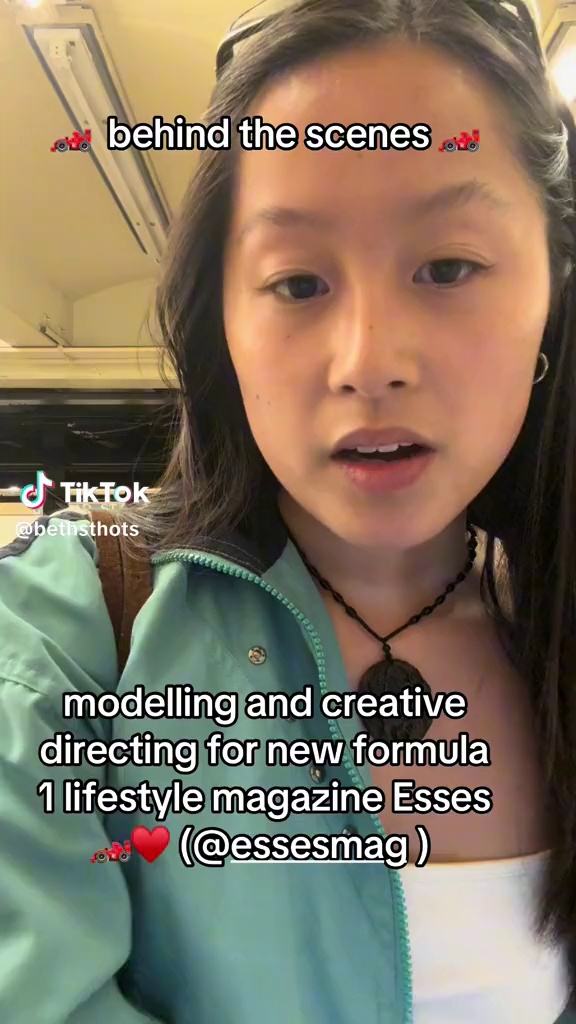 🏎️ behind the scenes 🏎️
TikTok
@bethsthots
modelling and creative
directing for new formula
1 lifestyle magazine Esses
🏎️♥️ (@essesmag )